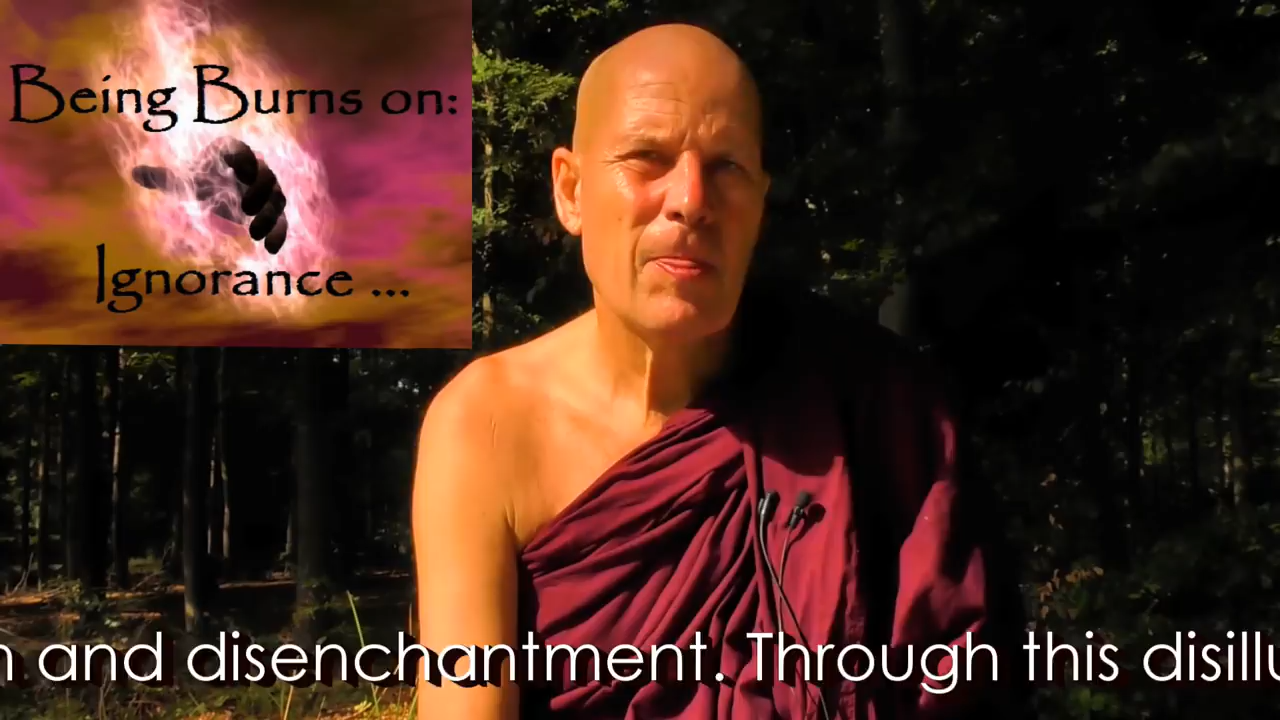 Being Burns on:
Ignorance ...
and disenchantment. Through this